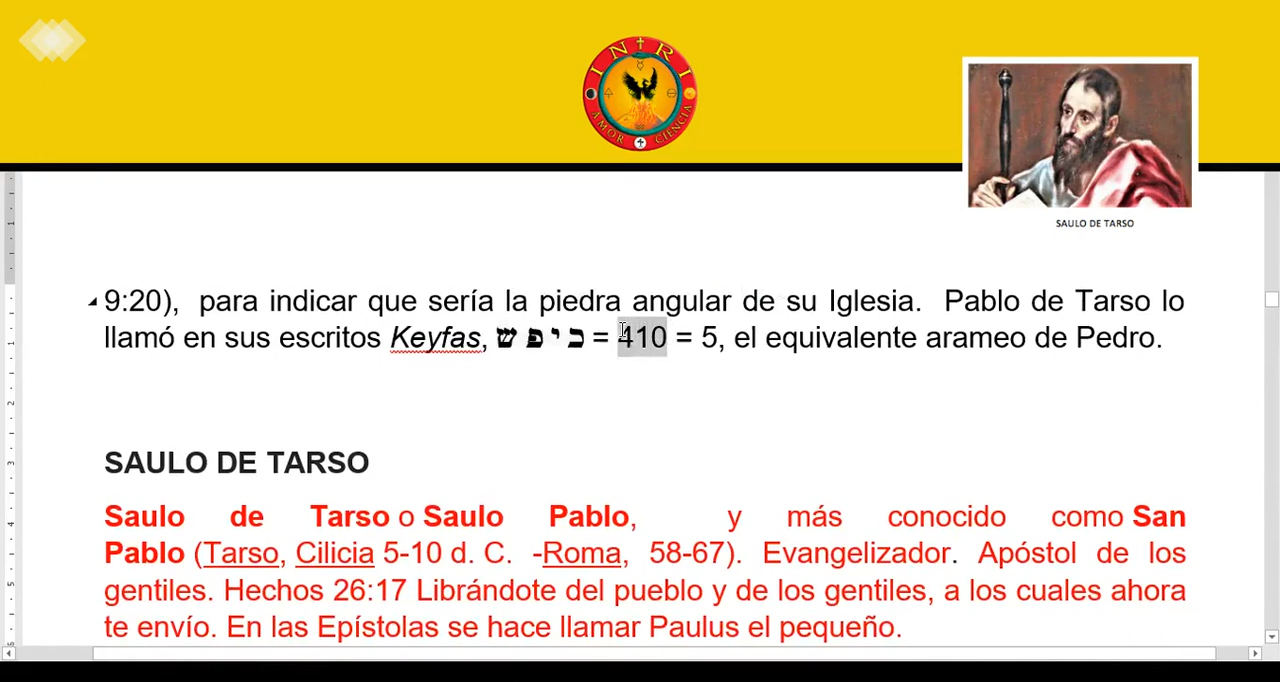 INRI
AMOR CIENCIA
SAULO DE TARSO
9:20), para indicar que sería la piedra angular de su Iglesia. Pablo de Tarso lo
llamó en sus escritos Keyfas, כ י פ ש = 410 = 5, el equivalente arameo de Pedro.
SAULO DE TARSO
Saulo de Tarso o Saulo Pablo, y más conocido como San
Pablo (Tarso, Cilicia 5-10 d. C. -Roma, 58-67). Evangelizador. Apóstol de los
gentiles. Hechos 26:17 Librándote del pueblo y de los gentiles, a los cuales ahora
te envío. En las Epístolas se hace llamar Paulus el pequeño.